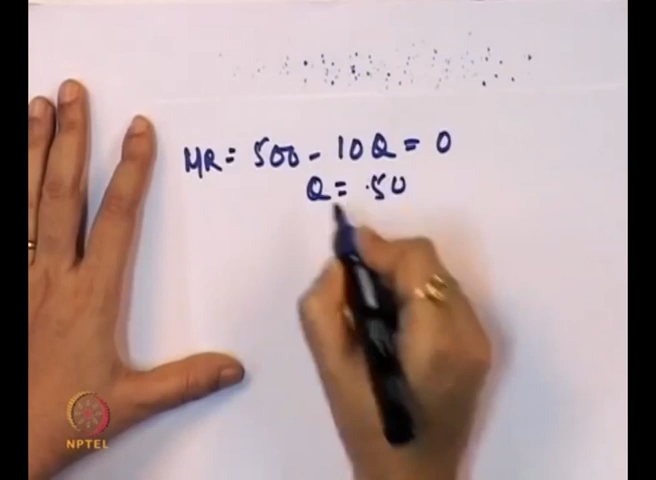 MR = 500 - 10Q = 0
Q = 50
NPTEL